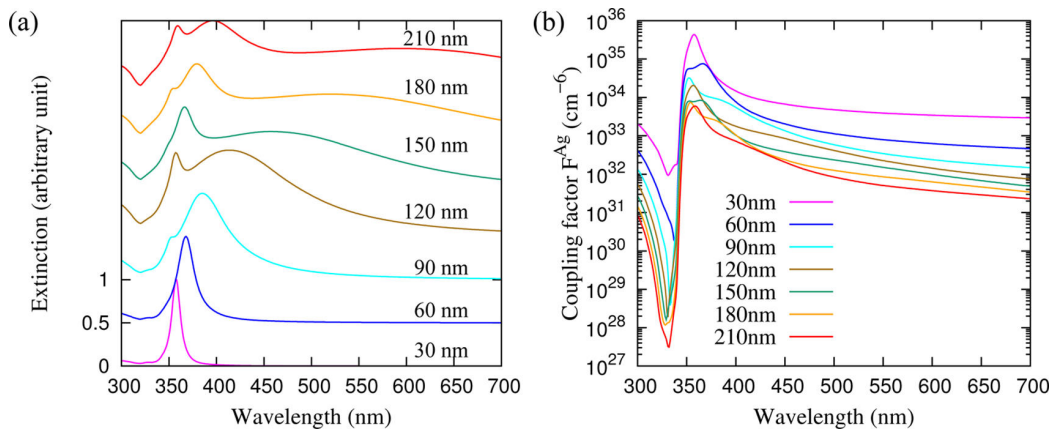 (a)
Extinction (arbitrary unit)
210 nm
180 nm
150 nm
120 nm
90 nm
60 nm
30 nm
1
0.5
0
300 350 400 450 500 550 600 650 700
Wavelength (nm)
(b)
Coupling factor F^Ag (cm^−6)
10^36
10^35
10^34
10^33
10^32
10^31
10^30
10^29
10^28
10^27
30nm
60nm
90nm
120nm
150nm
180nm
210nm
300 350 400 450 500 550 600 650 700
Wavelength (nm)